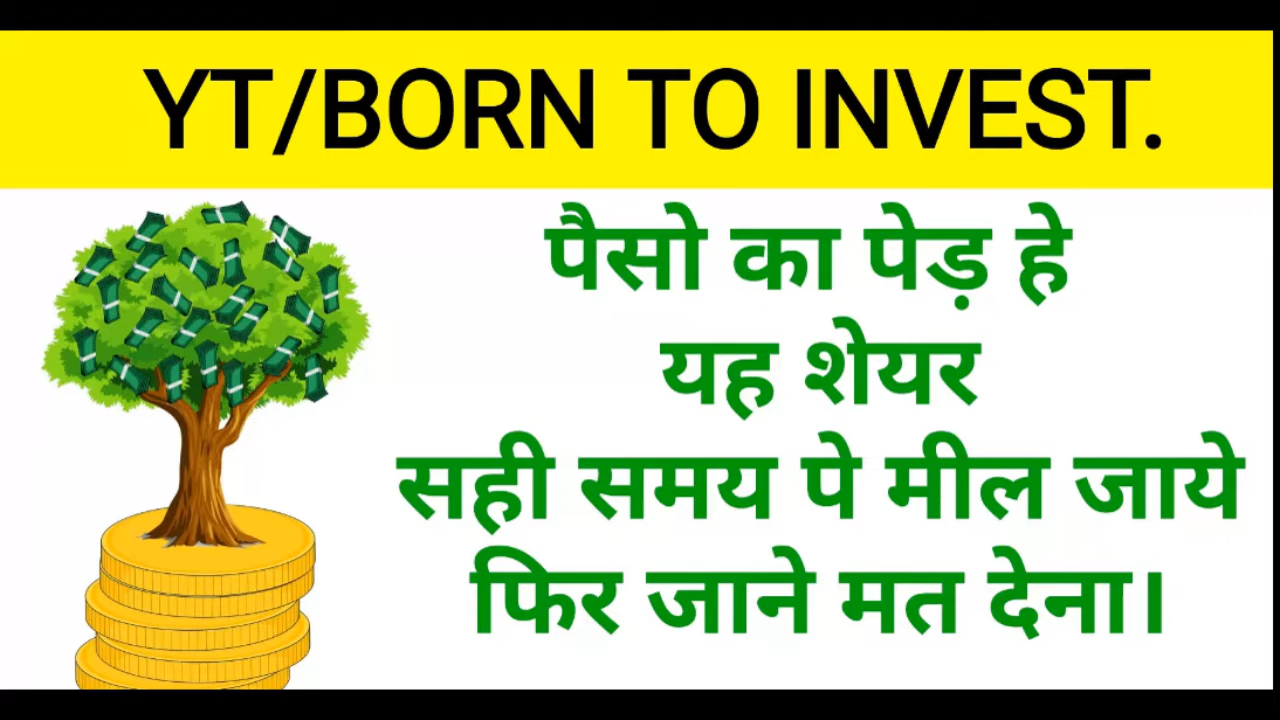 YT/BORN TO INVEST.
पैसो का पेड़ हे
यह शेयर
सही समय पे मील जाये
फिर जाने मत देना।